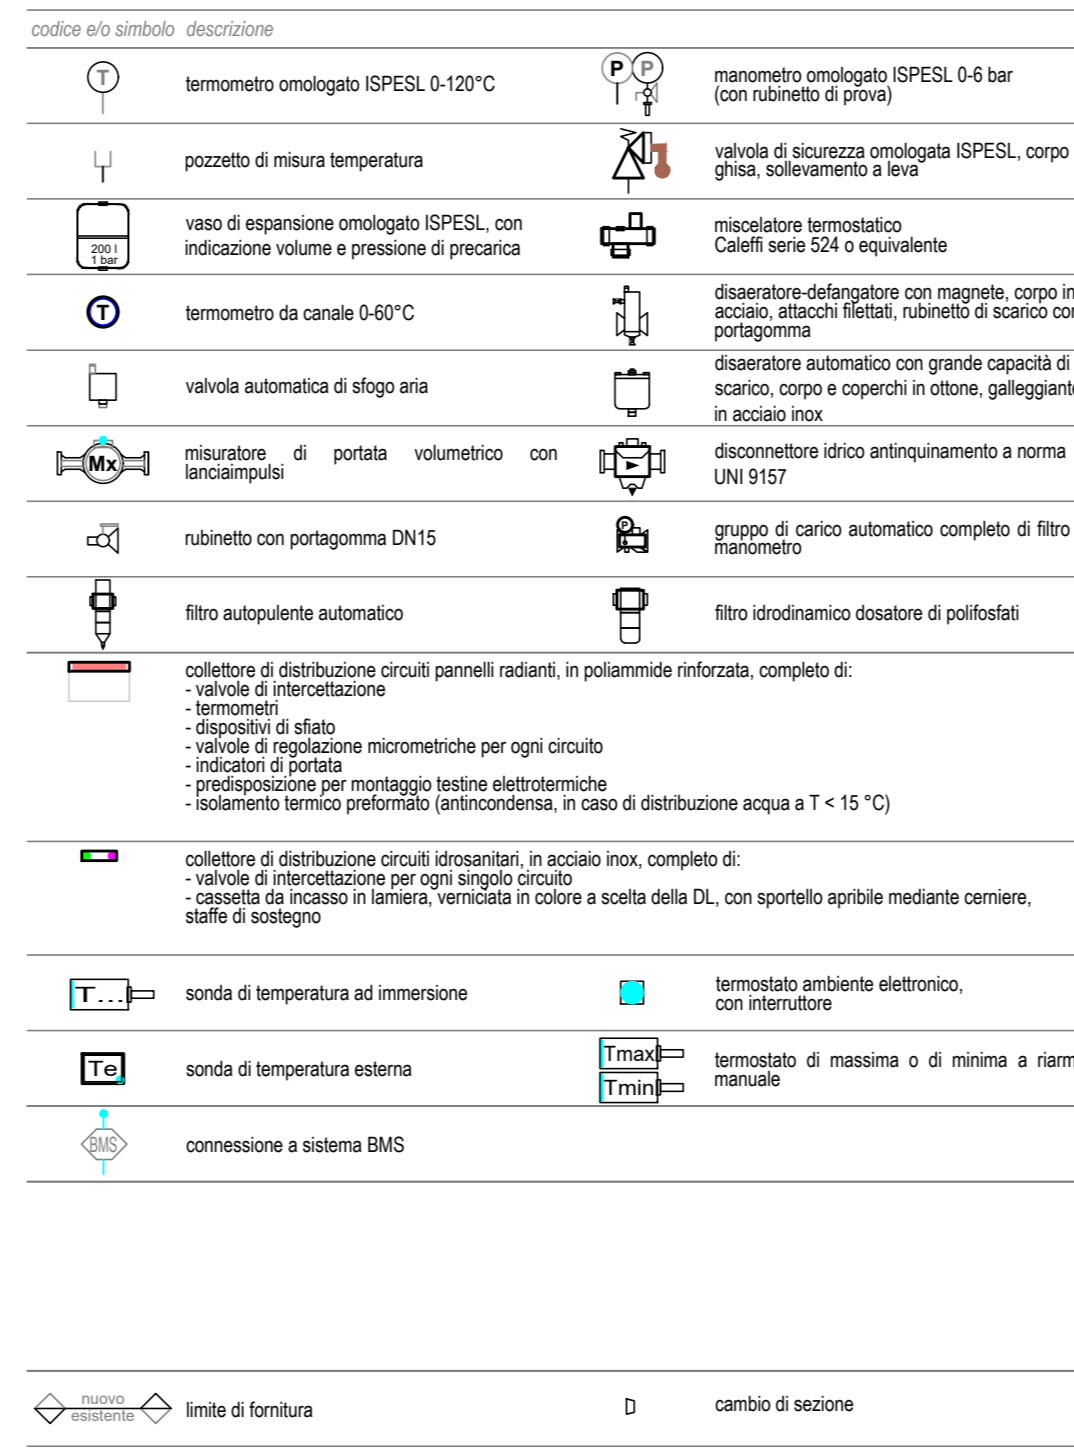 codice e/o simbolo descrizione
T
termometro omologato ISPESL 0-120°C
P P
manometro omologato ISPESL 0-6 bar
(con rubinetto di prova)
pozzetto di misura temperatura
valvola di sicurezza omologata ISPESL, corpo
ghisa, sollevamento a leva
200 l
1 bar
vaso di espansione omologato ISPESL, con
indicazione volume e pressione di precarica
miscelatore termostatico
Caleffi serie 524 o equivalente
T
termometro da canale 0-60°C
disaeratore-defangatore con magnete, corpo in
acciaio, attacchi filettati, rubinetto di scarico con
portagomma
valvola automatica di sfogo aria
disaeratore automatico con grande capacità di
scarico, corpo e coperchi in ottone, galleggiante
in acciaio inox
Mx
misuratore di portata volumetrico con
lanciaimpulsi
disconnettore idrico antinquinamento a norma
UNI 9157
rubinetto con portagomma DN15
P
gruppo di carico automatico completo di filtro
manometro
filtro autopulente automatico
filtro idrodinamico dosatore di polifosfati
collettore di distribuzione circuiti pannelli radianti, in poliammide rinforzata, completo di:
- valvole di intercettazione
- termometri
- dispositivi di sfiato
- valvole di regolazione micrometriche per ogni circuito
- indicatori di portata
- predisposizione per montaggio testine elettrotermiche
- isolamento termico preformato (antincondensa, in caso di distribuzione acqua a T < 15 °C)
collettore di distribuzione circuiti idrosanitari, in acciaio inox, completo di:
- valvole di intercettazione per ogni singolo circuito
- cassetta da incasso in lamiera, verniciata in colore a scelta della DL, con sportello apribile mediante cerniere,
staffe di sostegno
T...
sonda di temperatura ad immersione
termostato ambiente elettronico,
con interruttore
Te
sonda di temperatura esterna
Tmax
Tmin
termostato di massima o di minima a riarm
manuale
BMS
connessione a sistema BMS
nuovo
esistente
limite di fornitura
cambio di sezione